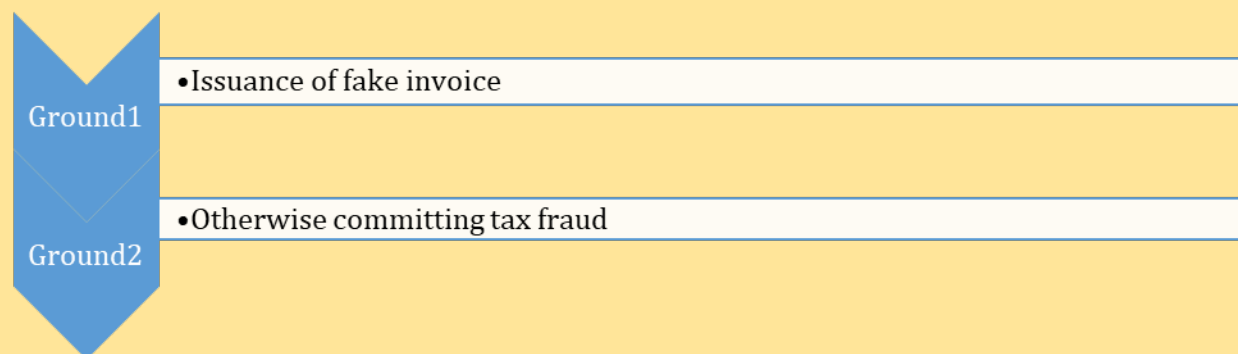 Ground1
•Issuance of fake invoice
Ground2
•Otherwise committing tax fraud